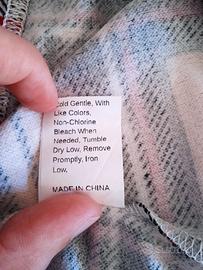 Cold Gentle, With
Like Colors,
Non-Chlorine
Bleach When
Needed, Tumble
Dry Low, Remove
Promptly, Iron
Low,
MADE IN CHINA